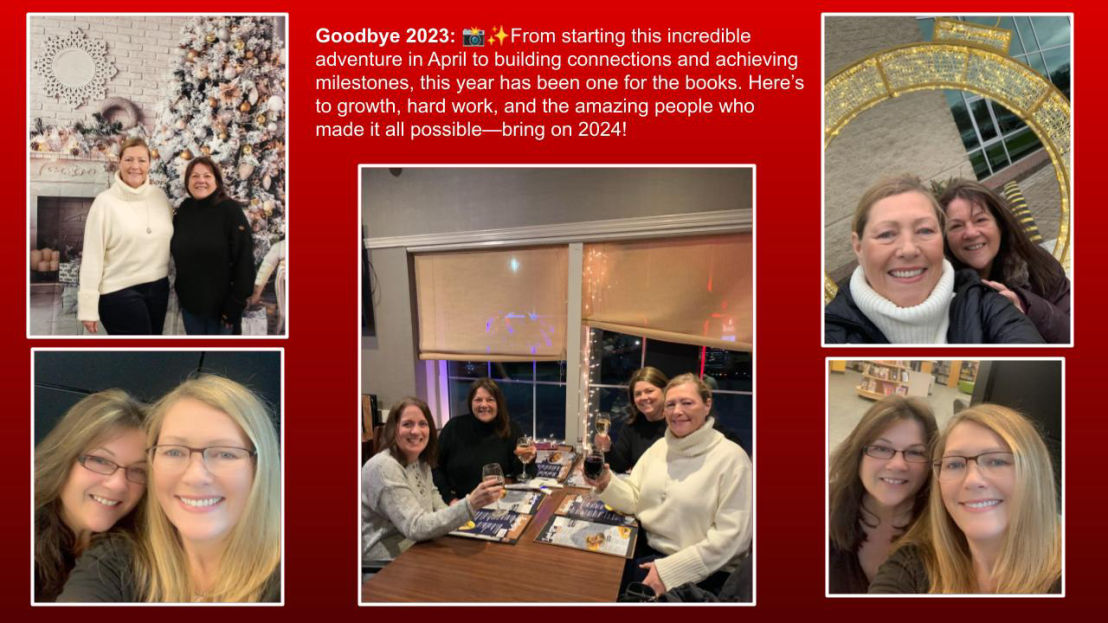 Goodbye 2023: 📸✨From starting this incredible
adventure in April to building connections and achieving
milestones, this year has been one for the books. Here’s
to growth, hard work, and the amazing people who
made it all possible—bring on 2024!